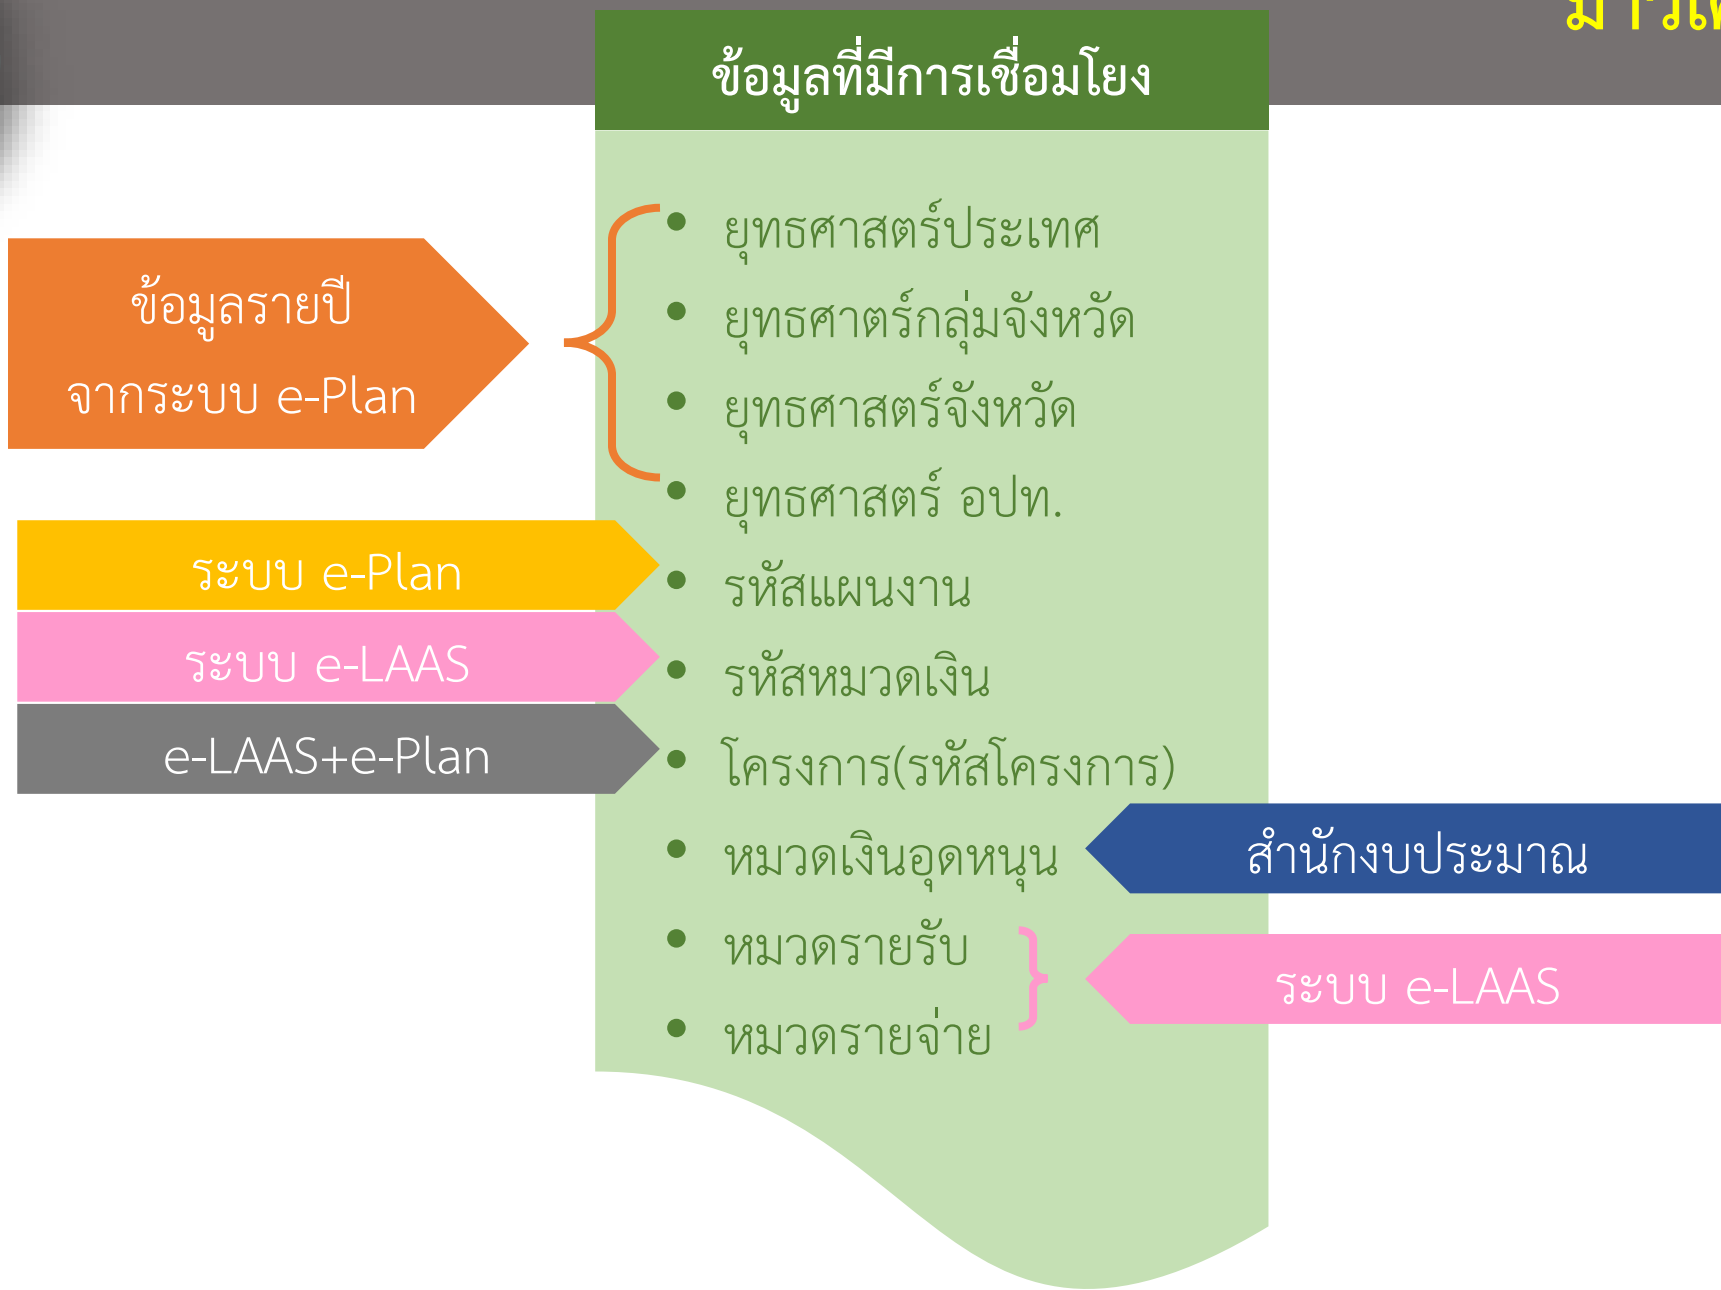 ข้อมูลที่มีการเชื่อมโยง
ข้อมูลรายปี
จากระบบ e-Plan
ระบบ e-Plan
ระบบ e-LAAS
e-LAAS+e-Plan
• ยุทธศาสตร์ประเทศ
• ยุทธศาตร์กลุ่มจังหวัด
• ยุทธศาสตร์จังหวัด
• ยุทธศาสตร์ อปท.
• รหัสแผนงาน
• รหัสหมวดเงิน
• โครงการ(รหัสโครงการ)
• หมวดเงินอุดหนุน
• หมวดรายรับ
• หมวดรายจ่าย
สำนักงบประมาณ
ระบบ e-LAAS